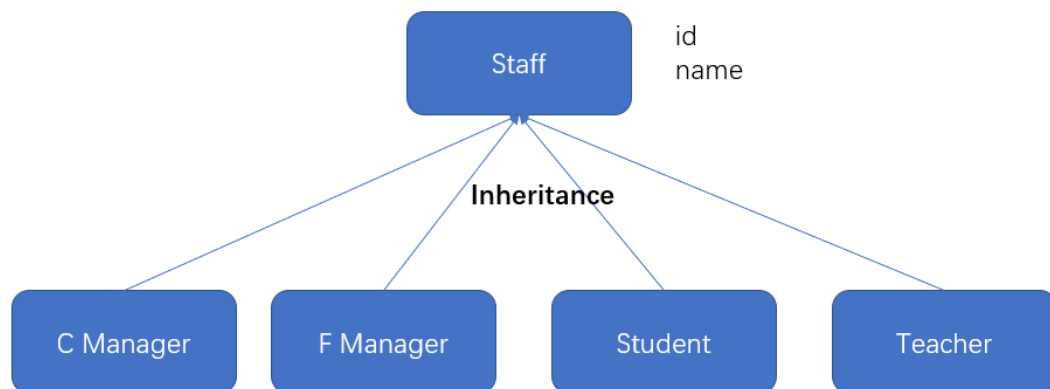 Staff
id
name
Inheritance
C Manager
F Manager
Student
Teacher